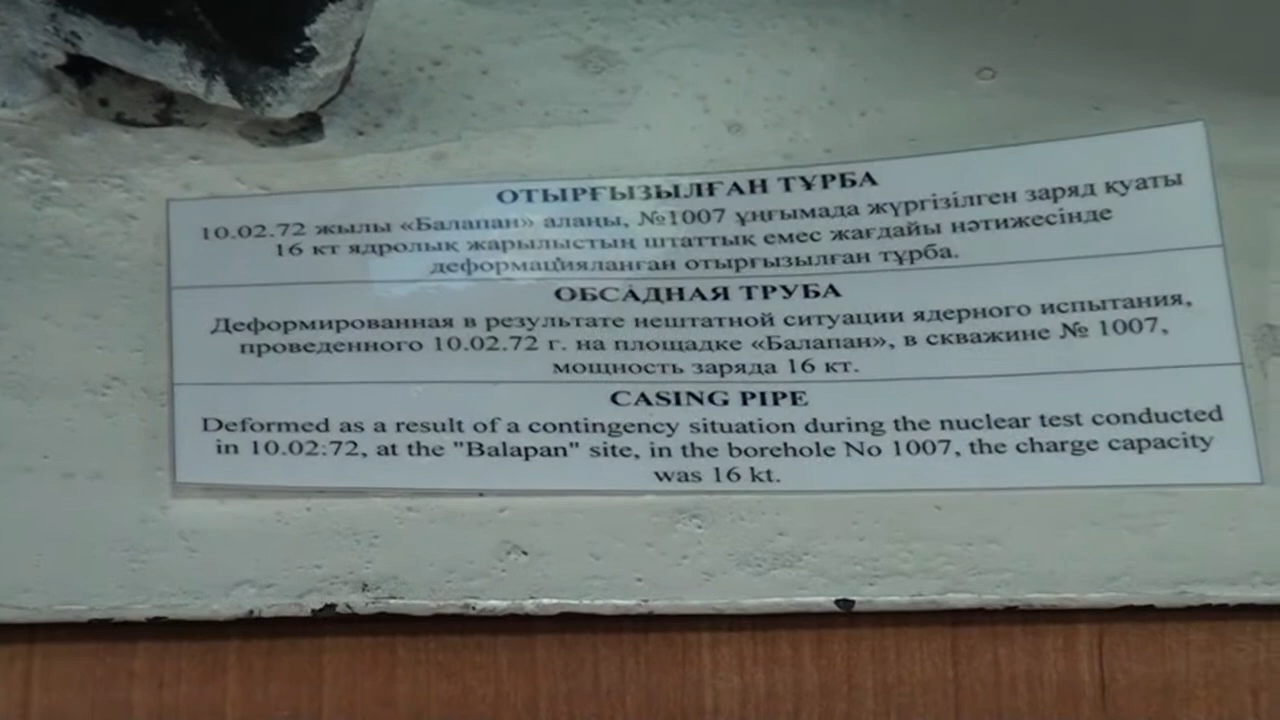 ОТЫРҒЫЗЫЛҒАН ТҰРБА
10.02.72 жылы «Балапан» алаңы, №1007 ұңғымада жүргізілген заряд қуаты
16 кт ядролық жарылыстың штаттық емес жағдайы нәтижесінде
деформацияланған отырғызылған тұрба.
ОБСАДНАЯ ТРУБА
Деформированная в результате нештатной ситуации ядерного испытания,
проведенного 10.02.72 г. на площадке «Балапан», в скважине № 1007,
мощность заряда 16 кт.
CASING PIPE
Deformed as a result of a contingency situation during the nuclear test conducted
in 10.02:72, at the "Balapan" site, in the borehole No 1007, the charge capacity
was 16 kt.